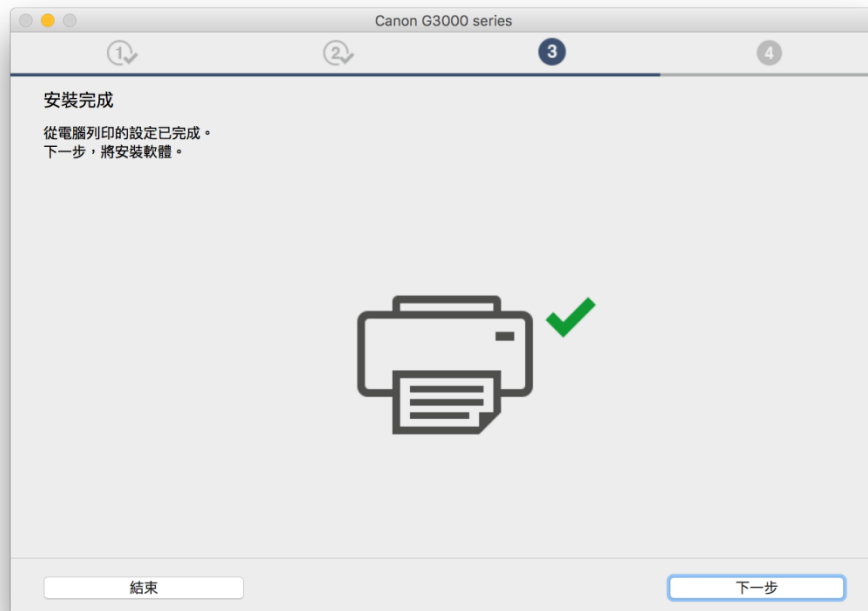 Canon G3000 series
1 2 3 4
安裝完成
從電腦列印的設定已完成。
下一步，將安裝軟體。
結束 下一步